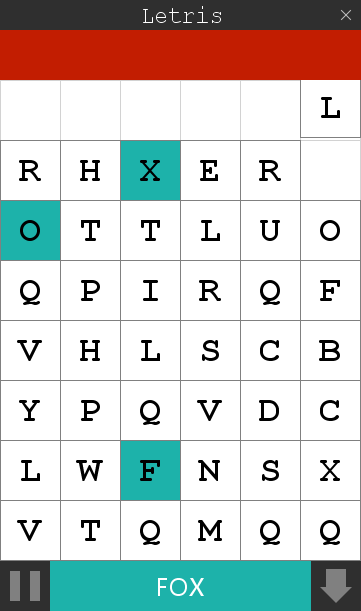 Letris ×
L
R H X E R
O T T L U O
Q P I R Q F
V H L S C B
Y P Q V D C
L W F N S X
V T Q M Q Q
FOX